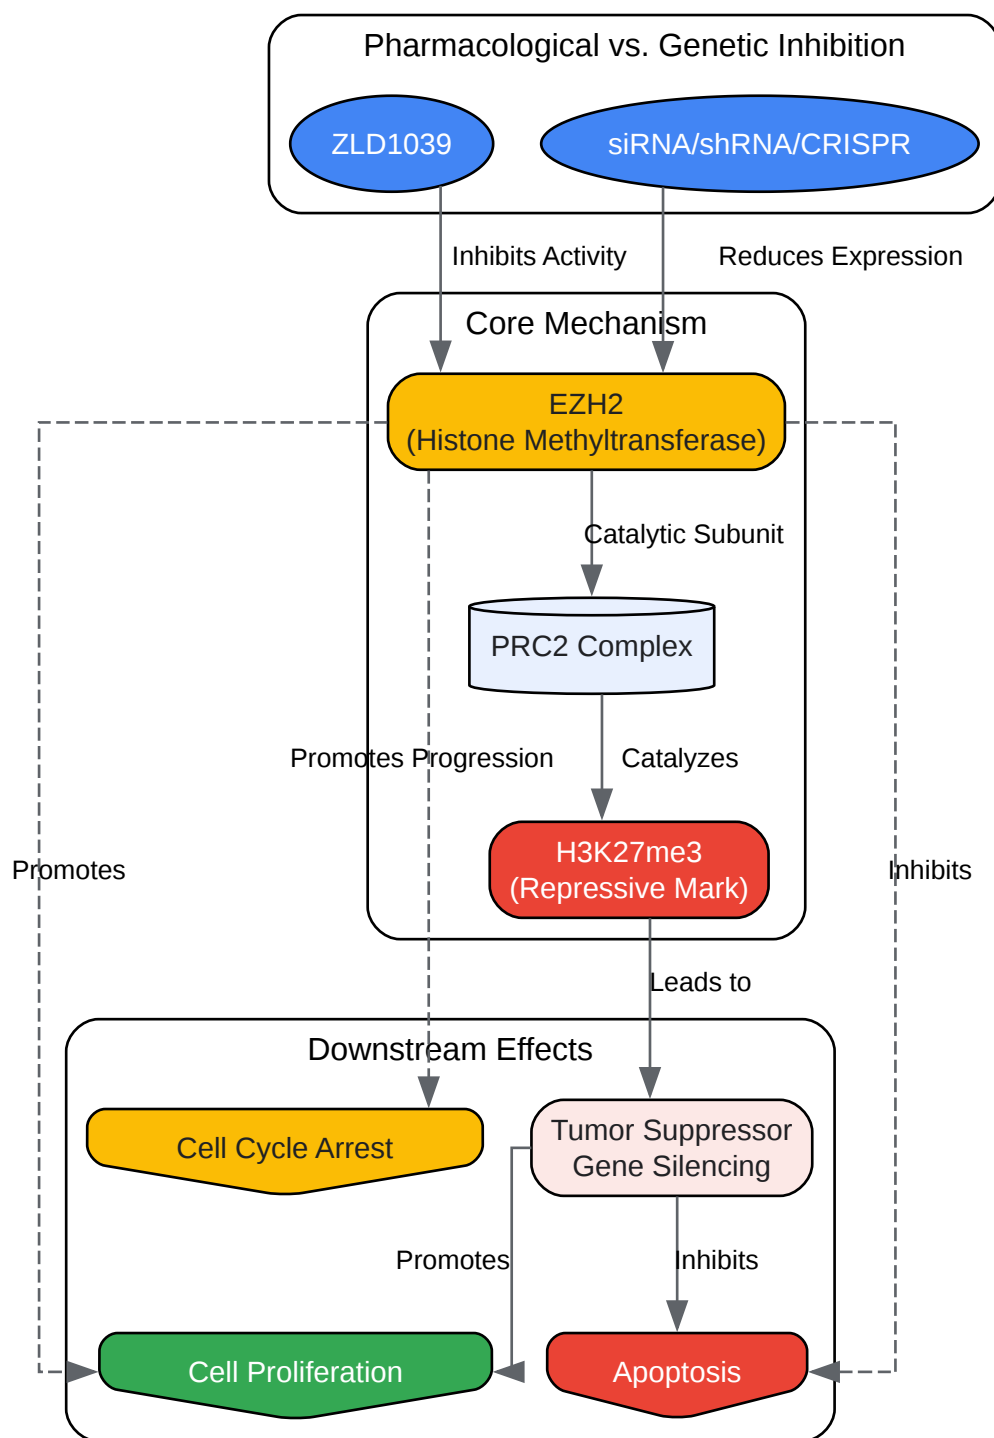 Pharmacological vs. Genetic Inhibition
ZLD1039
siRNA/shRNA/CRISPR
Inhibits Activity
Reduces Expression
Core Mechanism
EZH2
(Histone Methyltransferase)
Catalytic Subunit
PRC2 Complex
Promotes Progression
Catalyzes
H3K27me3
(Repressive Mark)
Promotes
Inhibits
Leads to
Downstream Effects
Cell Cycle Arrest
Tumor Suppressor
Gene Silencing
Promotes
Inhibits
Cell Proliferation
Apoptosis